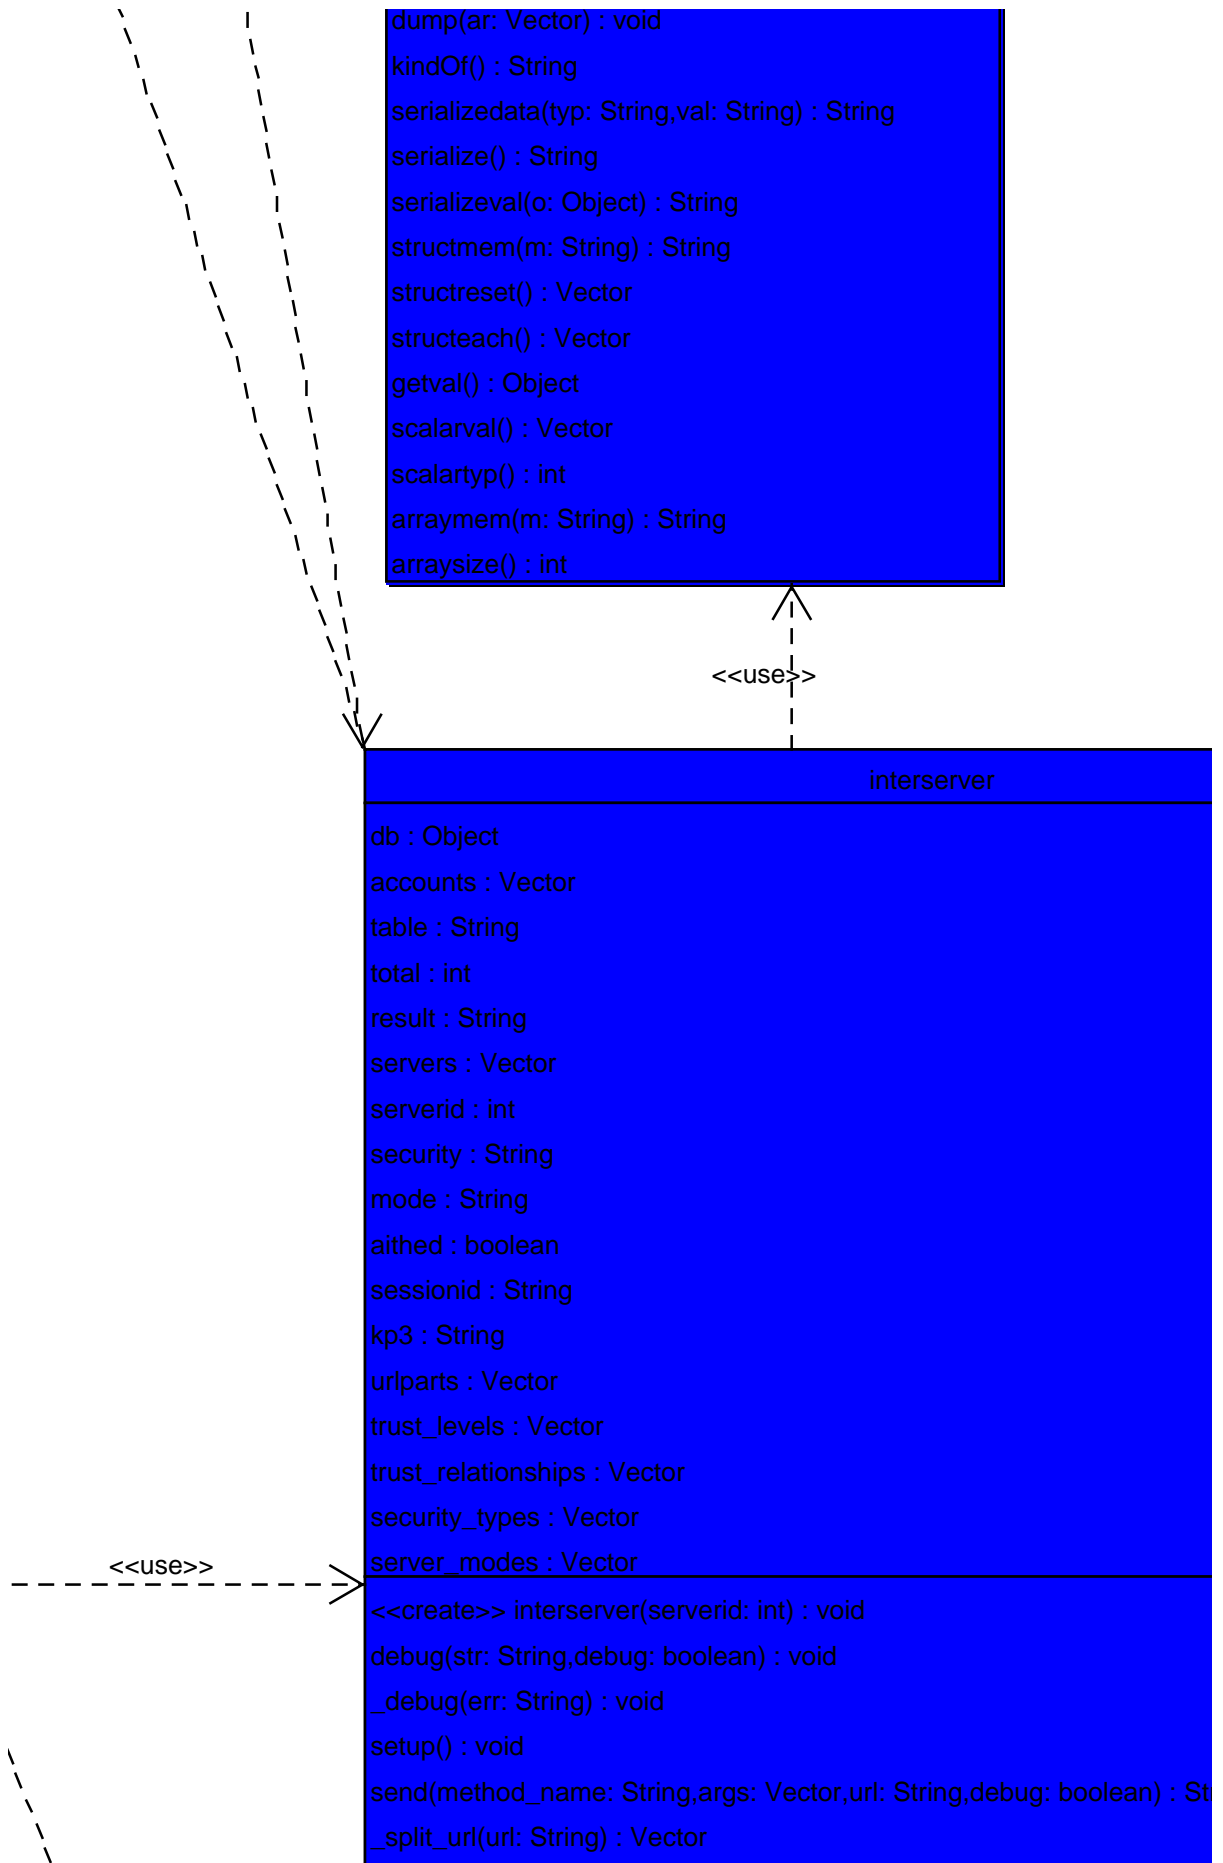 dump(ar: Vector) : void
kindOf() : String
serializedata(typ: String,val: String) : String
serialize() : String
serializeval(o: Object) : String
structmem(m: String) : String
structreset() : Vector
structeach() : Vector
getval() : Object
scalarval() : Vector
scalartyp() : int
arraymem(m: String) : String
arraysize() : int
<<use>>
interserver
db : Object
accounts : Vector
table : String
total : int
result : String
servers : Vector
serverid : int
security : String
mode : String
aithed : boolean
sessionid : String
kp3 : String
urlparts : Vector
trust_levels : Vector
trust_relationships : Vector
security_types : Vector
server_modes : Vector
<<use>>
<<create>> interserver(serverid: int) : void
debug(str: String,debug: boolean) : void
_debug(err: String) : void
setup() : void
send(method_name: String,args: Vector,url: String,debug: boolean) : St
_split_url(url: String) : Vector